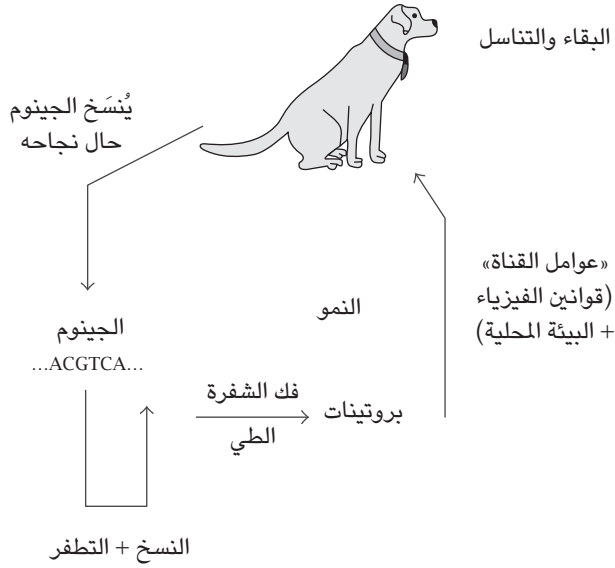 البقاء والتناسل
يُنسَخ الجينوم
حال نجاحه
«عوامل القناة»
(قوانين الفيزياء
+ البيئة المحلية)
النمو
الجينوم
…ACGTCA…
فك الشفرة
الطي
بروتينات
النسخ + التطفر